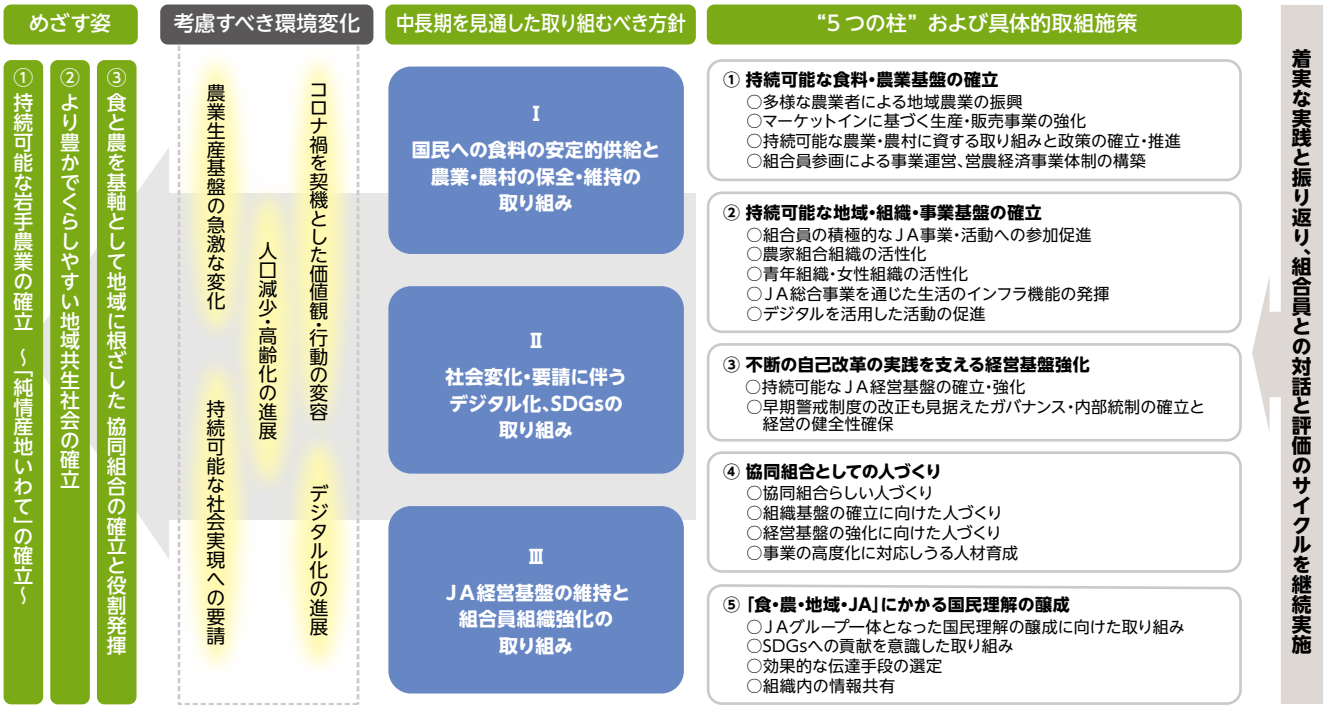 めざす姿
① 持続可能な岩手農業の確立 ～「純情産地いわて」の確立～
② より豊かでくらしやすい地域共生社会の確立
③ 食と農を基軸として地域に根ざした 協同組合の確立と役割発揮
考慮すべき環境変化
コロナ禍を契機とした価値観・行動の変容
農業生産基盤の急激な変化
人口減少・高齢化の進展
デジタル化の進展
持続可能な社会実現への要請
中長期を見通した取り組むべき方針
Ⅰ
国民への食料の安定的供給と
農業・農村の保全・維持の
取り組み
Ⅱ
社会変化・要請に伴う
デジタル化、SDGsの
取り組み
Ⅲ
JA経営基盤の維持と
組合員組織強化の
取り組み
“5つの柱” および具体的取組施策
① 持続可能な食料・農業基盤の確立
○多様な農業者による地域農業の振興
○マーケットインに基づく生産・販売事業の強化
○持続可能な農業・農村に資する取り組みと政策の確立・推進
○組合員参画による事業運営、営農経済事業体制の構築
② 持続可能な地域・組織・事業基盤の確立
○組合員の積極的なJA事業・活動への参加促進
○農家組合組織の活性化
○青年組織・女性組織の活性化
○JA総合事業を通じた生活のインフラ機能の発揮
○デジタルを活用した活動の促進
③ 不断の自己改革の実践を支える経営基盤強化
○持続可能なJA経営基盤の確立・強化
○早期警戒制度の改正も見据えたガバナンス・内部統制の確立と
経営の健全性確保
④ 協同組合としての人づくり
○協同組合らしい人づくり
○組織基盤の確立に向けた人づくり
○経営基盤の強化に向けた人づくり
○事業の高度化に対応しうる人材育成
⑤ 「食・農・地域・JA」にかかる国民理解の醸成
○JAグループ一体となった国民理解の醸成に向けた取り組み
○SDGsへの貢献を意識した取り組み
○効果的な伝達手段の選定
○組織内の情報共有
着実な実践と振り返り、組合員との対話と評価のサイクルを継続実施